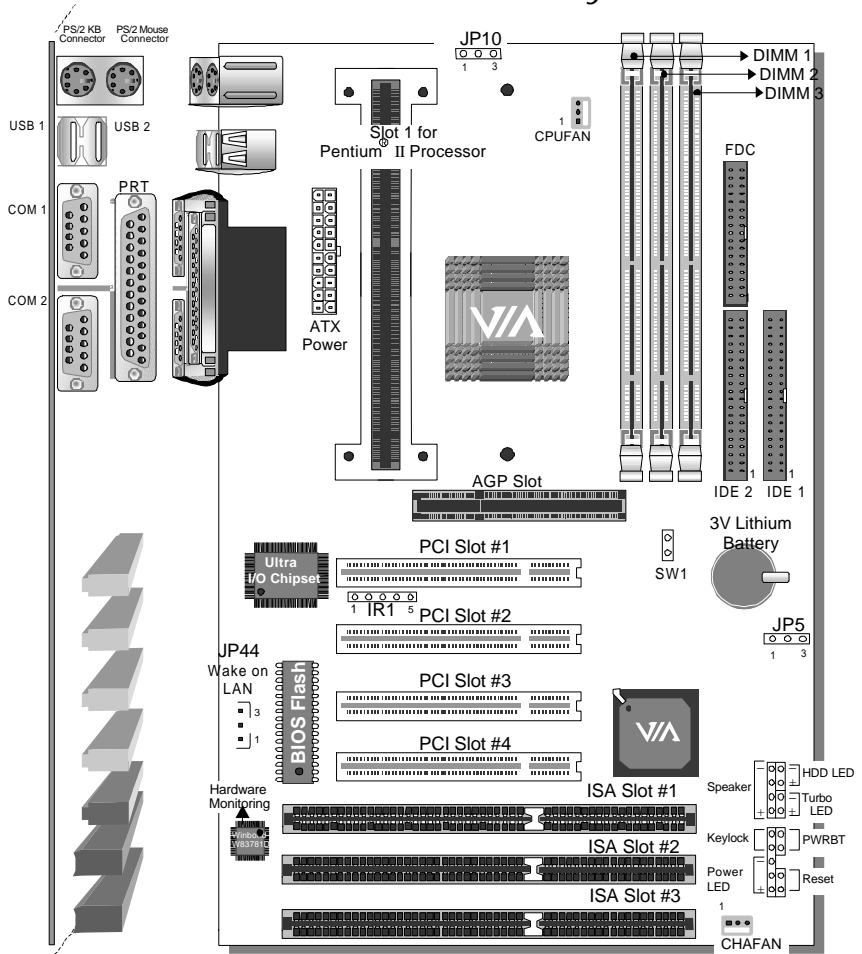 PS/2 KB
Connector
PS/2 Mouse
Connector
JP10
1 3
DIMM 1
DIMM 2
DIMM 3
1
CPUFAN
USB 1
USB 2
Slot 1 for
Pentium® II Processor
FDC
PRT
COM 1
COM 2
ATX
Power
VIA
1
1
IDE 2
IDE 1
AGP Slot
3V Lithium
Battery
SW1
PCI Slot #1
Ultra
I/O Chipset
1 IR1 5
PCI Slot #2
JP5
1 3
JP44
Wake on
LAN
3
1
BIOS Flash
PCI Slot #3
VIA
PCI Slot #4
Hardware
Monitoring
Winbond
W83781D
ISA Slot #1
ISA Slot #2
ISA Slot #3
Speaker
– +
HDD LED
– +
Turbo
LED
– +
Keylock
PWRBT
Power
LED
– +
Reset
1
CHAFAN